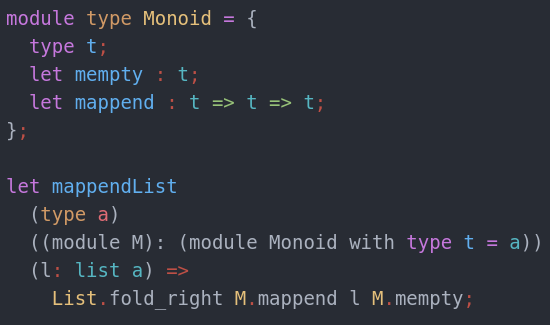 module type Monoid = {
  type t;
  let mempty : t;
  let mappend : t => t => t;
};

let mappendList
  (type a)
  ((module M): (module Monoid with type t = a))
  (l: list a) =>
    List.fold_right M.mappend l M.mempty;